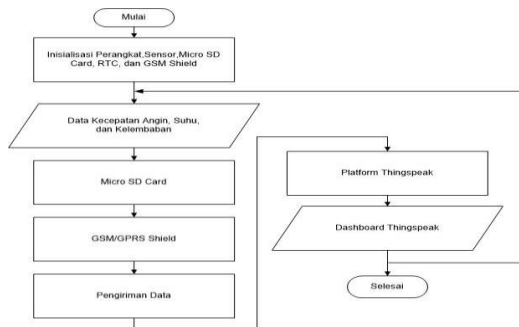 Mulai
Inisialisasi Perangkat,Sensor,Micro SD
Card, RTC, dan GSM Shield
Data Kecepatan Angin, Suhu,
dan Kelembaban
Micro SD Card
GSM/GPRS Shield
Pengiriman Data
Platform Thingspeak
Dashboard Thingspeak
Selesai